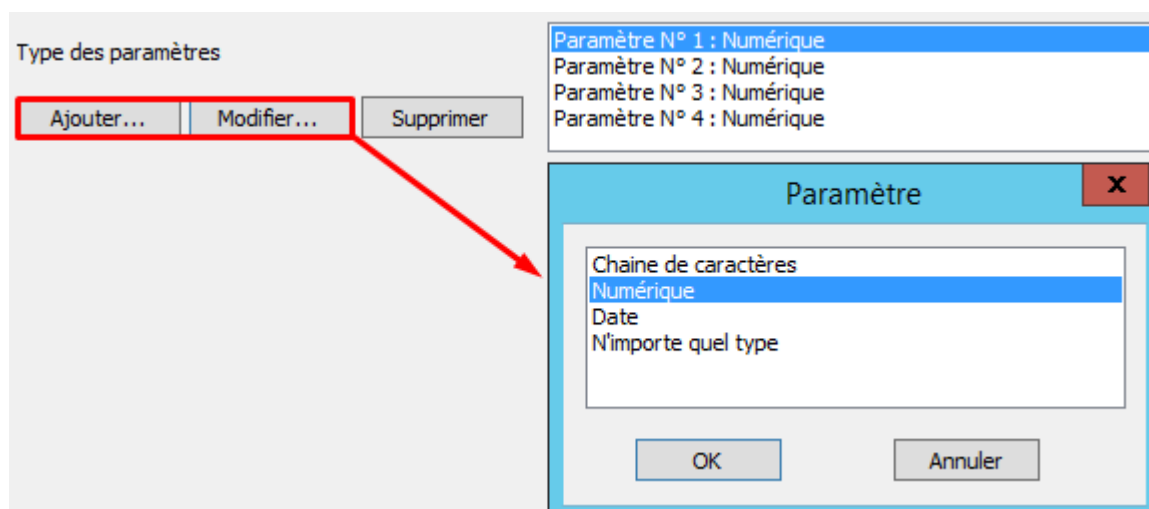 Type des paramètres
Ajouter... Modifier... Supprimer
Paramètre N° 1 : Numérique
Paramètre N° 2 : Numérique
Paramètre N° 3 : Numérique
Paramètre N° 4 : Numérique
Paramètre x
Chaine de caractères
Numérique
Date
N'importe quel type
OK Annuler